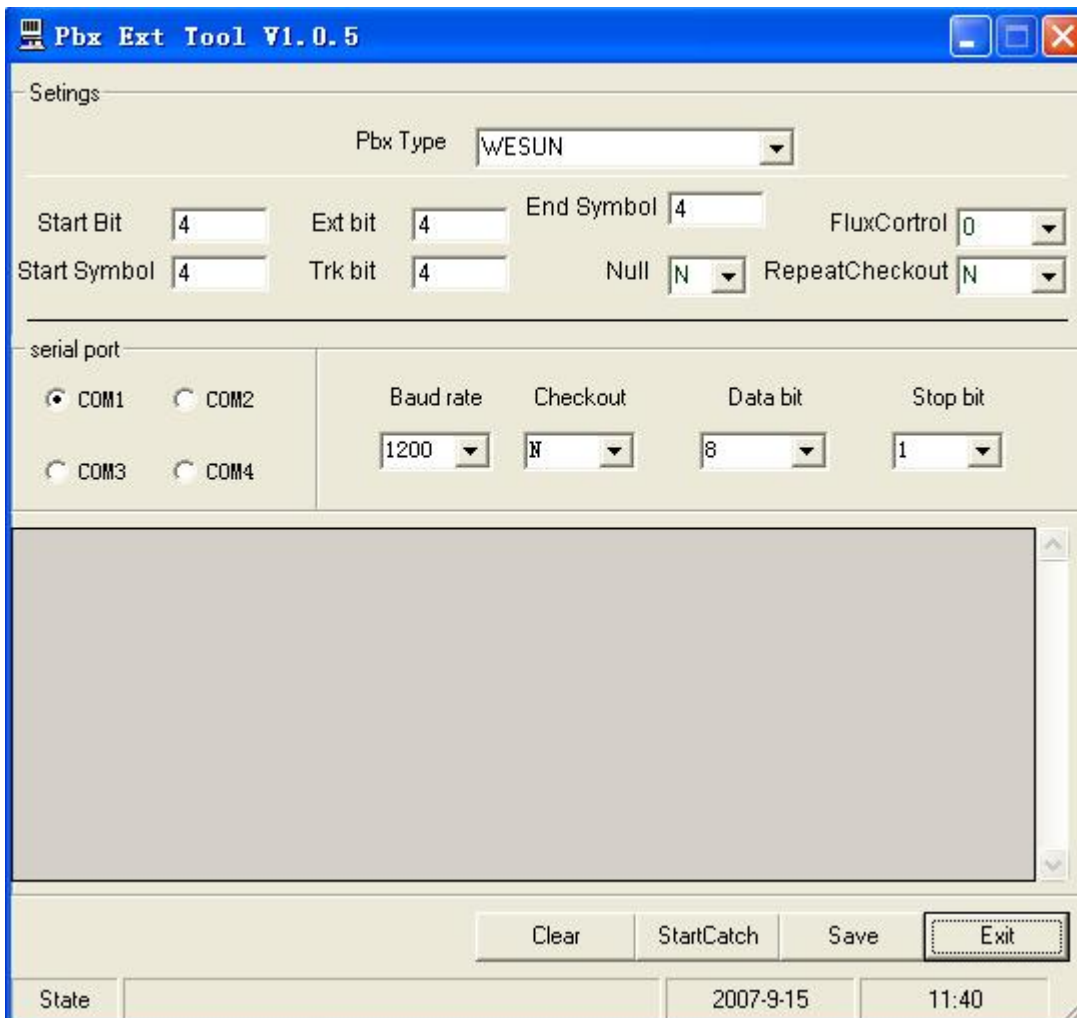 Pbx Ext Tool V1.0.5
Setings
Pbx Type WESUN
Start Bit 4 Ext bit 4 End Symbol 4 FluxCortrol 0
Start Symbol 4 Trk bit 4 Null N RepeatCheckout N
serial port
COM1 COM2 Baud rate Checkout Data bit Stop bit
1200 N 8 1
COM3 COM4
Clear StartCatch Save Exit
State 2007-9-15 11:40